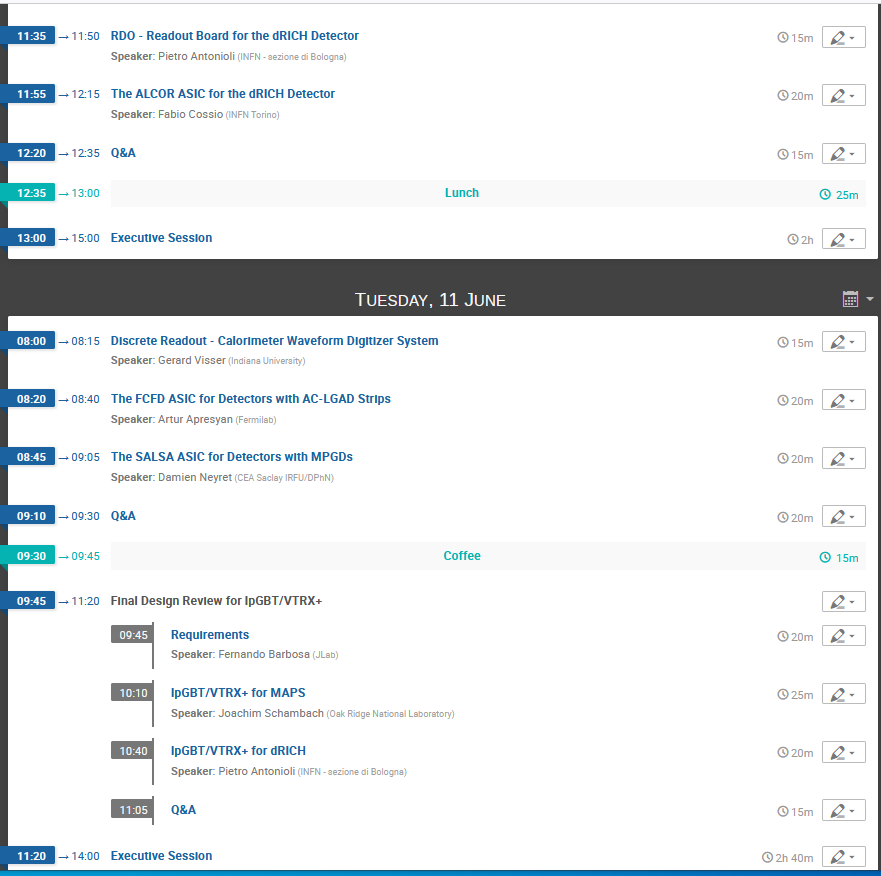 11:35 → 11:50 RDO - Readout Board for the dRICH Detector 15m
Speaker: Pietro Antonioli (INFN - sezione di Bologna)
11:55 → 12:15 The ALCOR ASIC for the dRICH Detector 20m
Speaker: Fabio Cossio (INFN Torino)
12:20 → 12:35 Q&A 15m
12:35 → 13:00 Lunch 25m
13:00 → 15:00 Executive Session 2h
TUESDAY, 11 JUNE
08:00 → 08:15 Discrete Readout - Calorimeter Waveform Digitizer System 15m
Speaker: Gerard Visser (Indiana University)
08:20 → 08:40 The FCFD ASIC for Detectors with AC-LGAD Strips 20m
Speaker: Artur Apresyan (Fermilab)
08:45 → 09:05 The SALSA ASIC for Detectors with MPGDs 20m
Speaker: Damien Neyret (CEA Saclay IRFU/DPhN)
09:10 → 09:30 Q&A 20m
09:30 → 09:45 Coffee 15m
09:45 → 11:20 Final Design Review for lpGBT/VTRX+
09:45 Requirements 20m
Speaker: Fernando Barbosa (JLab)
10:10 lpGBT/VTRX+ for MAPS 25m
Speaker: Joachim Schambach (Oak Ridge National Laboratory)
10:40 lpGBT/VTRX+ for dRICH 20m
Speaker: Pietro Antonioli (INFN - sezione di Bologna)
11:05 Q&A 15m
11:20 → 14:00 Executive Session 2h 40m